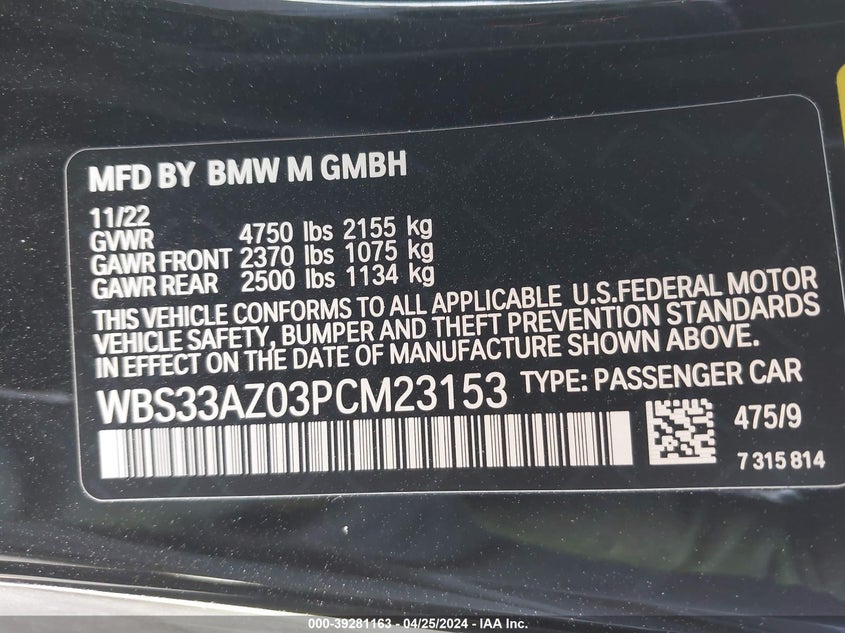 MFD BY BMW M GMBH
11/22
GVWR 4750 lbs 2155 kg
GAWR FRONT 2370 lbs 1075 kg
GAWR REAR 2500 lbs 1134 kg
THIS VEHICLE CONFORMS TO ALL APPLICABLE U.S.FEDERAL MOTOR
VEHICLE SAFETY, BUMPER AND THEFT PREVENTION STANDARDS
IN EFFECT ON THE DATE OF MANUFACTURE SHOWN ABOVE.
WBS33AZ03PCM23153 TYPE: PASSENGER CAR
475/9
7 315 814
000-39281163 - 04/25/2024 - IAA Inc.